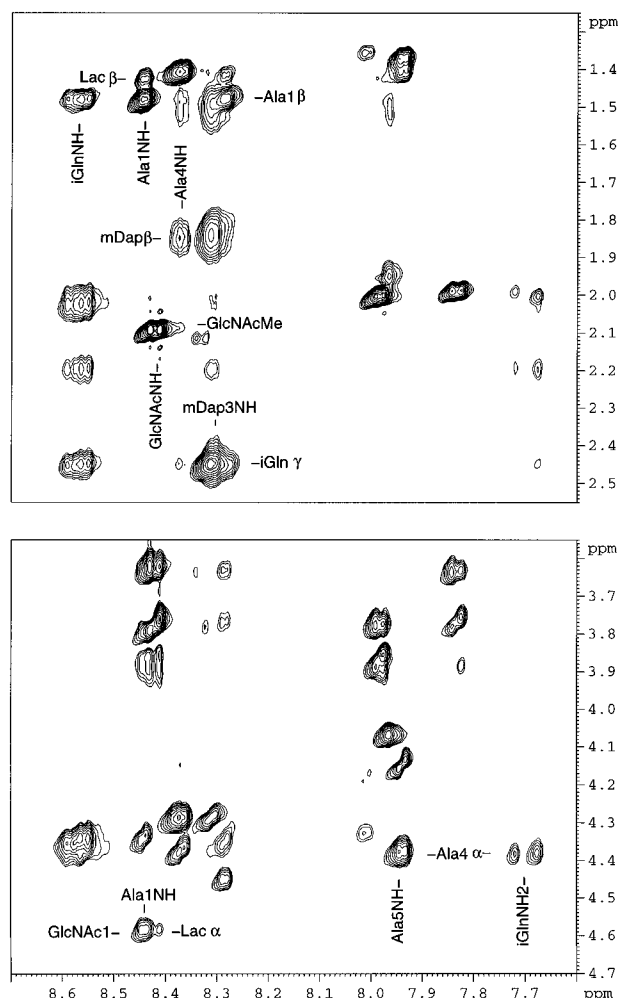 ppm
1.4
1.5
1.6
1.7
1.8
1.9
2.0
2.1
2.2
2.3
2.4
2.5
Lac β
Ala1β
iGlnNH
Ala1NH
Ala4NH
mDapβ
GlcNAcMe
GlcNAcNH
mDap3NH
iGln γ
ppm
3.7
3.8
3.9
4.0
4.1
4.2
4.3
4.4
4.5
4.6
4.7
Ala4 α
Ala1NH
GlcNAc1
Lac α
Ala5NH
iGlnNH2
8.6 8.5 8.4 8.3 8.2 8.1 8.0 7.9 7.8 7.7 ppm